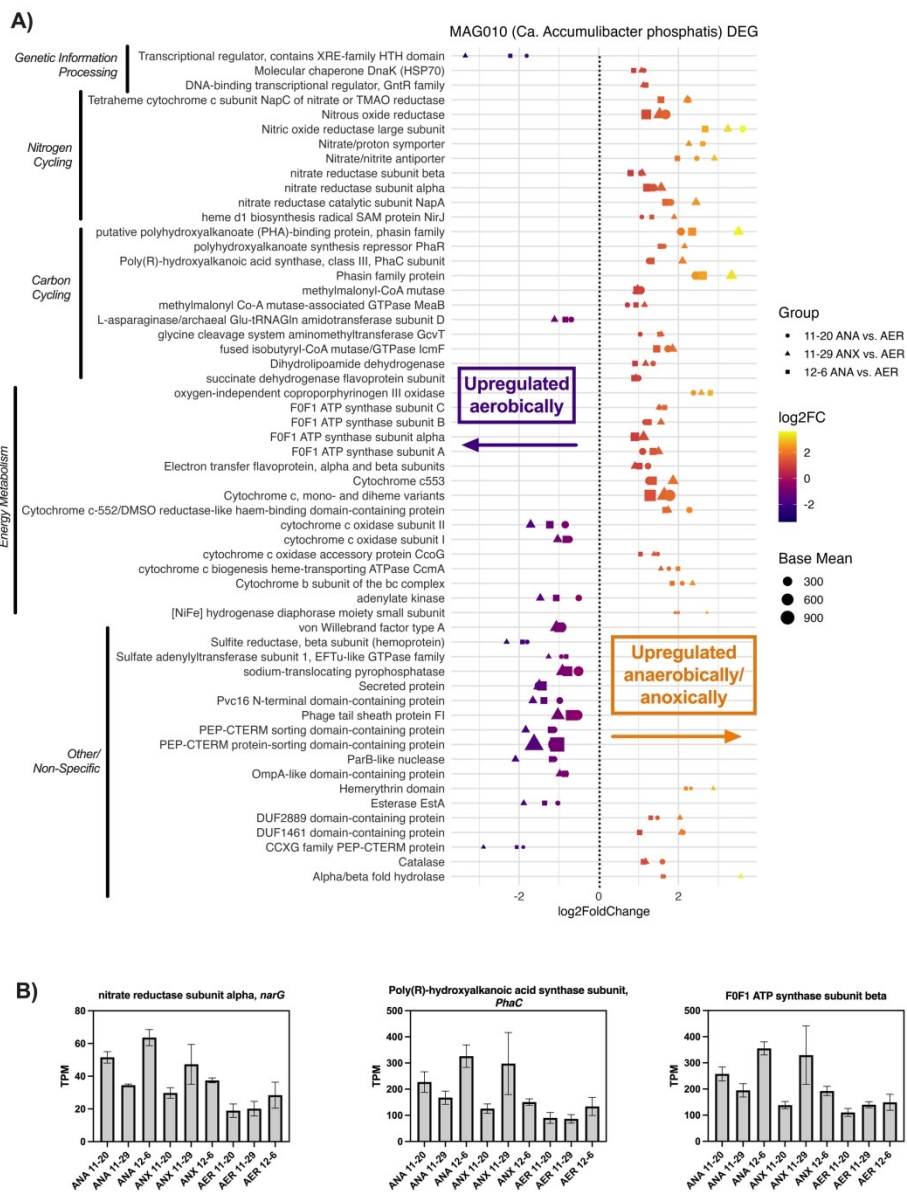 A)
MAG010 (Ca. Accumulibacter phosphatis) DEG
Genetic Information
Processing
Transcriptional regulator, contains XRE-family HTH domain
Molecular chaperone DnaK (HSP70)
DNA-binding transcriptional regulator, GntR family
Nitrogen
Cycling
Tetraheme cytochrome c subunit NapC of nitrate or TMAO reductase
Nitrous oxide reductase
Nitric oxide reductase large subunit
Nitrate/proton symporter
Nitrate/nitrite antiporter
nitrate reductase subunit beta
nitrate reductase subunit alpha
nitrate reductase catalytic subunit NapA
heme d1 biosynthesis radical SAM protein NirJ
Carbon
Cycling
putative polyhydroxyalkanoate (PHA)-binding protein, phasin family
polyhydroxyalkanoate synthesis repressor PhaR
Poly(R)-hydroxyalkanoic acid synthase, class III, PhaC subunit
Phasin family protein
methylmalonyl-CoA mutase
methylmalonyl Co-A mutase-associated GTPase MeaB
L-asparaginase/archaeal Glu-tRNAGln amidotransferase subunit D
glycine cleavage system aminomethyltransferase GcvT
fused isobutyryl-CoA mutase/GTPase IcmF
Dihydrolipoamide dehydrogenase
succinate dehydrogenase flavoprotein subunit
Energy Metabolism
oxygen-independent coproporphyrinogen III oxidase
F0F1 ATP synthase subunit C
F0F1 ATP synthase subunit B
F0F1 ATP synthase subunit alpha
F0F1 ATP synthase subunit A
Electron transfer flavoprotein, alpha and beta subunits
Cytochrome c553
Cytochrome c, mono- and diheme variants
Cytochrome c-552/DMSO reductase-like haem-binding domain-containing protein
cytochrome c oxidase subunit II
cytochrome c oxidase subunit I
cytochrome c oxidase accessory protein CcoG
cytochrome c biogenesis heme-transporting ATPase CcmA
Cytochrome b subunit of the bc complex
adenylate kinase
[NiFe] hydrogenase diaphorase moiety small subunit
Other/
Non-Specific
von Willebrand factor type A
Sulfite reductase, beta subunit (hemoprotein)
Sulfate adenylyltransferase subunit 1, EFTu-like GTPase family
sodium-translocating pyrophosphatase
Secreted protein
Pvc16 N-terminal domain-containing protein
Phage tail sheath protein FI
PEP-CTERM sorting domain-containing protein
PEP-CTERM protein-sorting domain-containing protein
ParB-like nuclease
OmpA-like domain-containing protein
Hemerythrin domain
Esterase EstA
DUF2889 domain-containing protein
DUF1461 domain-containing protein
CCXG family PEP-CTERM protein
Catalase
Alpha/beta fold hydrolase
Upregulated
aerobically
Upregulated
anaerobically/
anoxically
-2 0 2
log2FoldChange
Group
11-20 ANA vs. AER
11-29 ANX vs. AER
12-6 ANA vs. AER
log2FC
2
0
-2
Base Mean
300
600
900
B)
nitrate reductase subunit alpha, narG
TPM
80
60
40
20
0
ANA 11-20
ANA 11-29
ANA 12-6
ANX 11-20
ANX 11-29
ANX 12-6
AER 11-20
AER 11-29
AER 12-6
Poly(R)-hydroxyalkanoic acid synthase subunit,
PhaC
TPM
500
400
300
200
100
0
ANA 11-20
ANA 11-29
ANA 12-6
ANX 11-20
ANX 11-29
ANX 12-6
AER 11-20
AER 11-29
AER 12-6
F0F1 ATP synthase subunit beta
TPM
500
400
300
200
100
0
ANA 11-20
ANA 11-29
ANA 12-6
ANX 11-20
ANX 11-29
ANX 12-6
AER 11-20
AER 11-29
AER 12-6